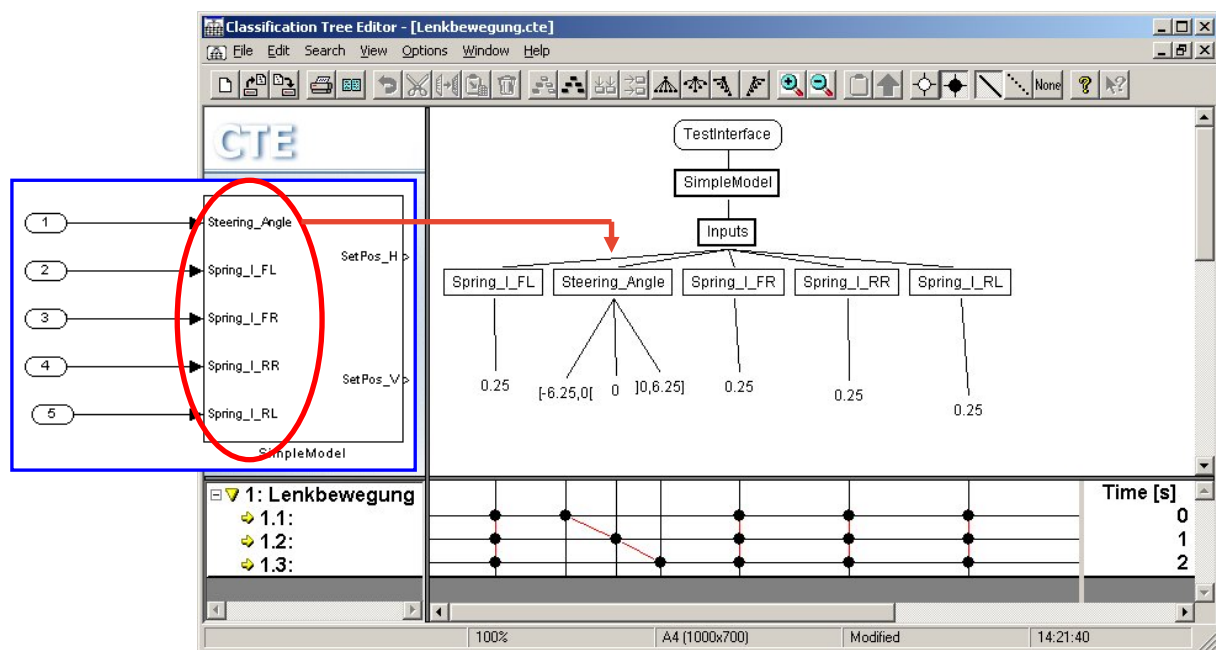 Classification Tree Editor - [Lenkbewegung.cte]
File Edit Search View Options Window Help
None
CTE
TestInterface
SimpleModel
Inputs
Spring_I_FL Steering_Angle Spring_I_FR Spring_I_RR Spring_I_RL
0.25 [-6.25,0[ 0 ]0,6.25] 0.25 0.25 0.25
1 Steering_Angle
SetPos_H
2 Spring_I_FL
3 Spring_I_FR
4 Spring_I_RR
SetPos_V
5 Spring_I_RL
SimpleModel
1: Lenkbewegung Time [s]
1.1: 0
1.2: 1
1.3: 2
100% A4 (1000x700) Modified 14:21:40